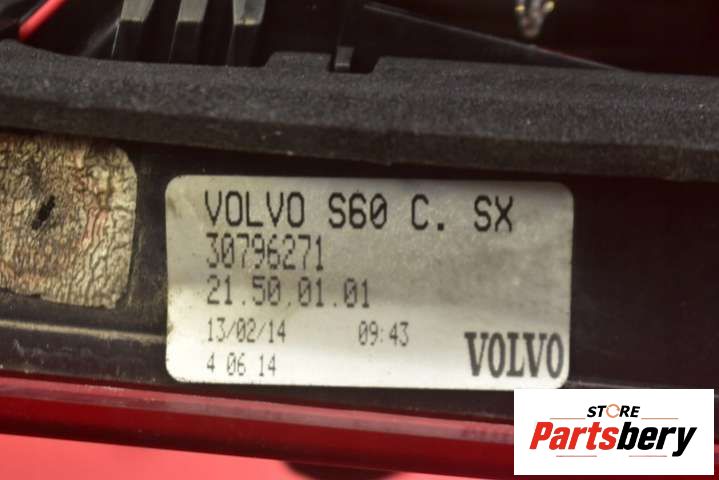 VOLVO S60 C. SX
30796271
21.50.01.01
13/02/14 09:43
4 06 14 VOLVO
STORE
Partsbery